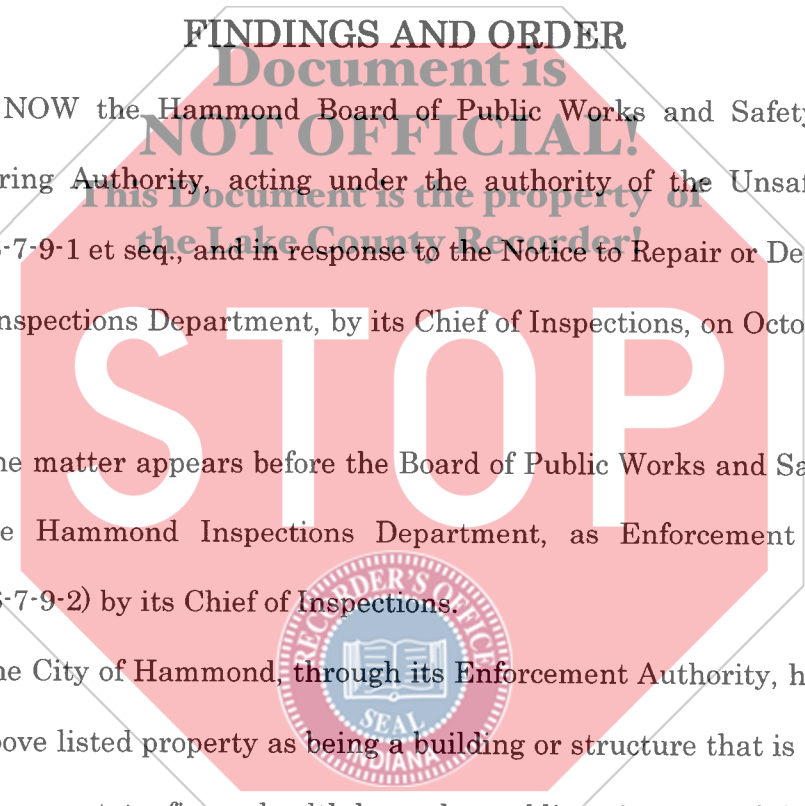 FINDINGS AND ORDER
Document is
NOW the Hammond Board of Public Works and Safety
NOT OFFICIAL!
ring Authority, acting under the authority of the Unsaf
This Document is the property of
-7-9-1 et seq., and in response to the Notice to Repair or De
the Lake County Recorder!
nspections Department, by its Chief of Inspections, on Octo
STOP
he matter appears before the Board of Public Works and Sa
e Hammond Inspections Department, as Enforcement
-7-9-2) by its Chief of Inspections.
RECORDER'S OFFICE
he City of Hammond, through its Enforcement Authority, h
SEAL
ove listed property as being a building or structure that is
INDIANA